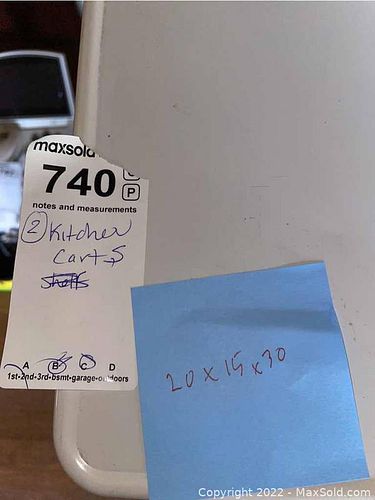 maxsold
740
P
notes and measurements
2 Kitchen
Carts
shelfs
A B C D
1st-2nd-3rd-bsmt-garage-outdoors
20 x 15 x 30
Copyright 2022 - MaxSold.com